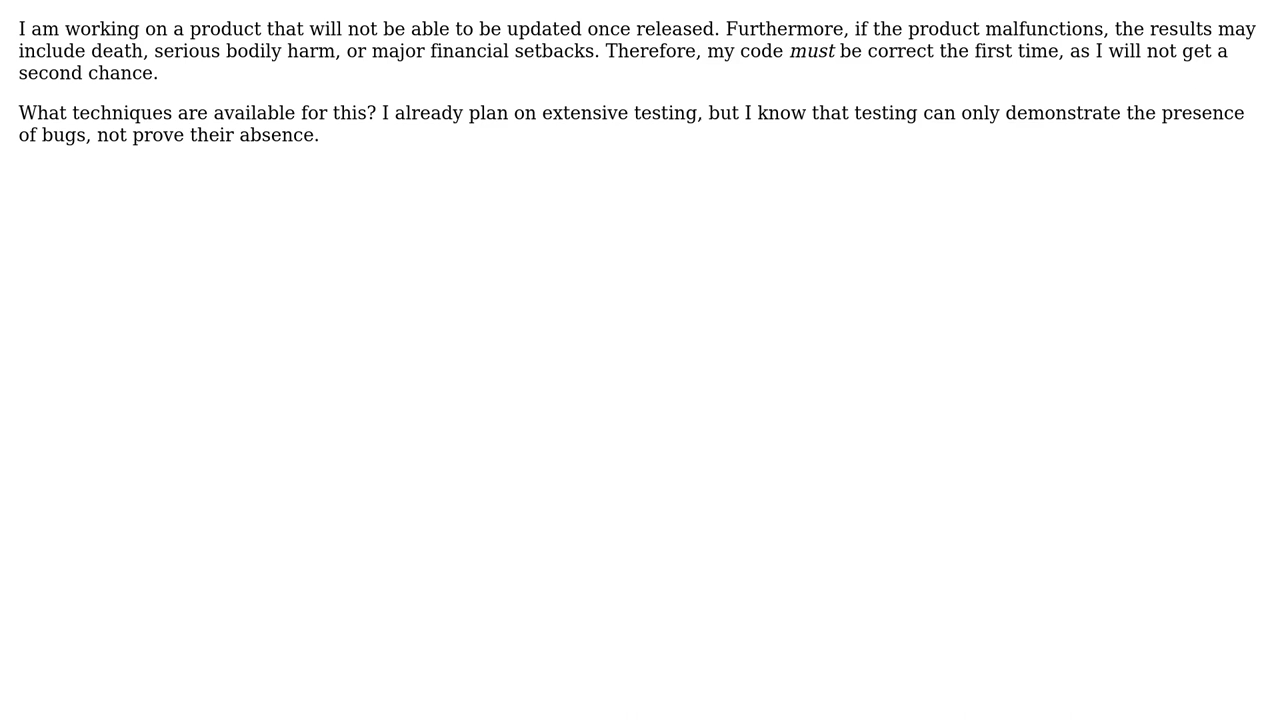 I am working on a product that will not be able to be updated once released. Furthermore, if the product malfunctions, the results may
include death, serious bodily harm, or major financial setbacks. Therefore, my code must be correct the first time, as I will not get a
second chance.
What techniques are available for this? I already plan on extensive testing, but I know that testing can only demonstrate the presence
of bugs, not prove their absence.